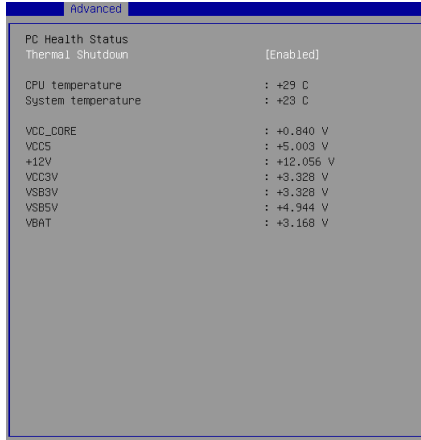 Advanced
PC Health Status
Thermal Shutdown [Enabled]
CPU temperature : +29 C
System temperature : +23 C
VCC_CORE : +0.840 V
VCC5 : +5.003 V
+12V : +12.056 V
VCC3V : +3.328 V
VSB3V : +3.328 V
VSB5V : +4.944 V
VBAT : +3.168 V